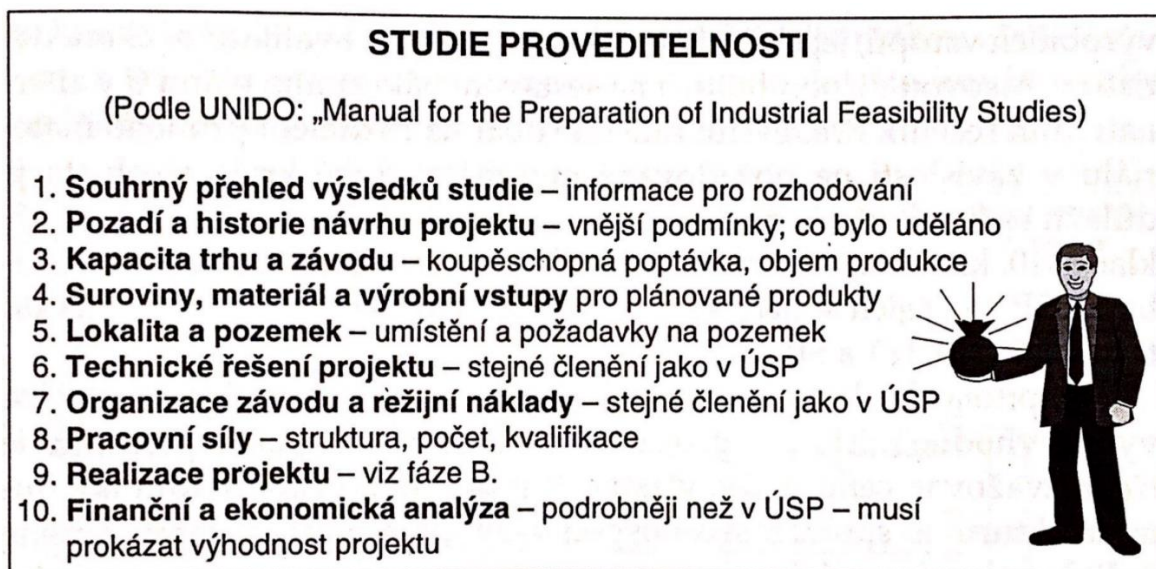 STUDIE PROVEDITELNOSTI
(Podle UNIDO: „Manual for the Preparation of Industrial Feasibility Studies)
1. Souhrný přehled výsledků studie – informace pro rozhodování
2. Pozadí a historie návrhu projektu – vnější podmínky; co bylo uděláno
3. Kapacita trhu a závodu – koupěschopná poptávka, objem produkce
4. Suroviny, materiál a výrobní vstupy pro plánované produkty
5. Lokalita a pozemek – umístění a požadavky na pozemek
6. Technické řešení projektu – stejné členění jako v ÚSP
7. Organizace závodu a režijní náklady – stejné členění jako v ÚSP
8. Pracovní síly – struktura, počet, kvalifikace
9. Realizace projektu – viz fáze B.
10. Finanční a ekonomická analýza – podrobněji než v ÚSP – musí
prokázat výhodnost projektu